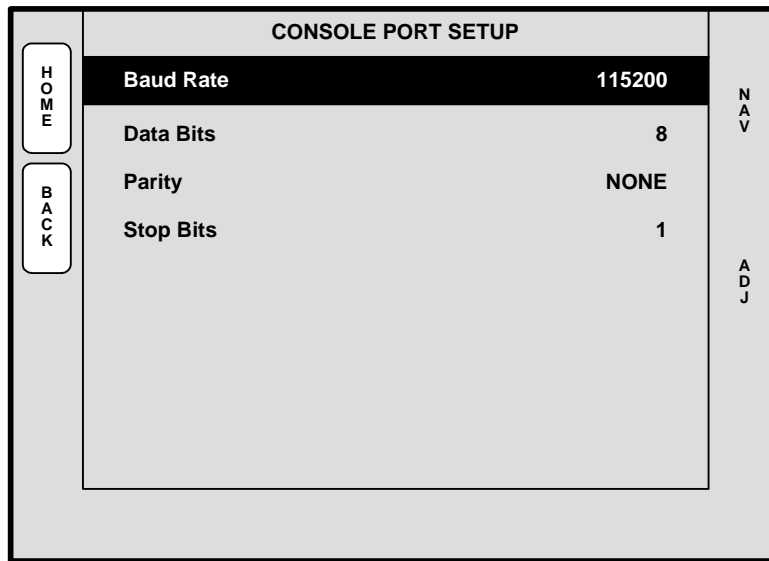 CONSOLE PORT SETUP
HOME
BACK
Baud Rate 115200
Data Bits 8
Parity NONE
Stop Bits 1
NAV
ADJ